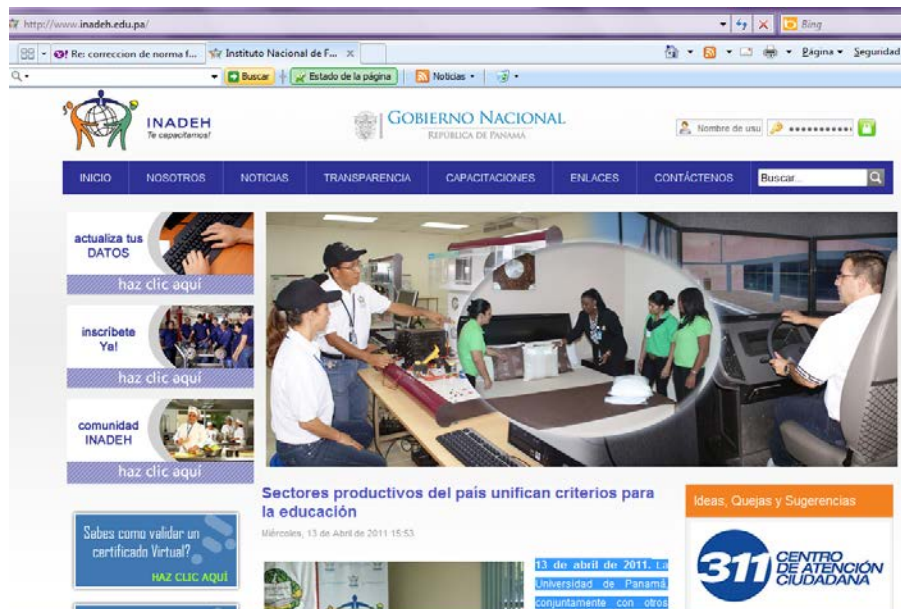 http://www.inadeh.edu.pa/
Bing
Re: correccion de norma f...
Instituto Nacional de F... X
Página
Seguridad
Buscar
Estado de la página
Noticias
INADEH
Te capacitamos!
GOBIERNO NACIONAL
REPÚBLICA DE PANAMÁ
Nombre de usu
INICIO NOSOTROS NOTICIAS TRANSPARENCIA CAPACITACIONES ENLACES CONTÁCTENOS Buscar...
actualiza tus
DATOS
haz clic aquí
inscríbete
Ya!
haz clic aquí
comunidad
INADEH
haz clic aquí
Sabes como validar un
certificado Virtual?
HAZ CLIC AQUÍ
Sectores productivos del país unifican criterios para
la educación
Miércoles, 13 de Abril de 2011 15:53
13 de abril de 2011. La
Universidad de Panamá,
conjuntamente con otros
Ideas, Quejas y Sugerencias
311 CENTRO
DE ATENCIÓN
CIUDADANA